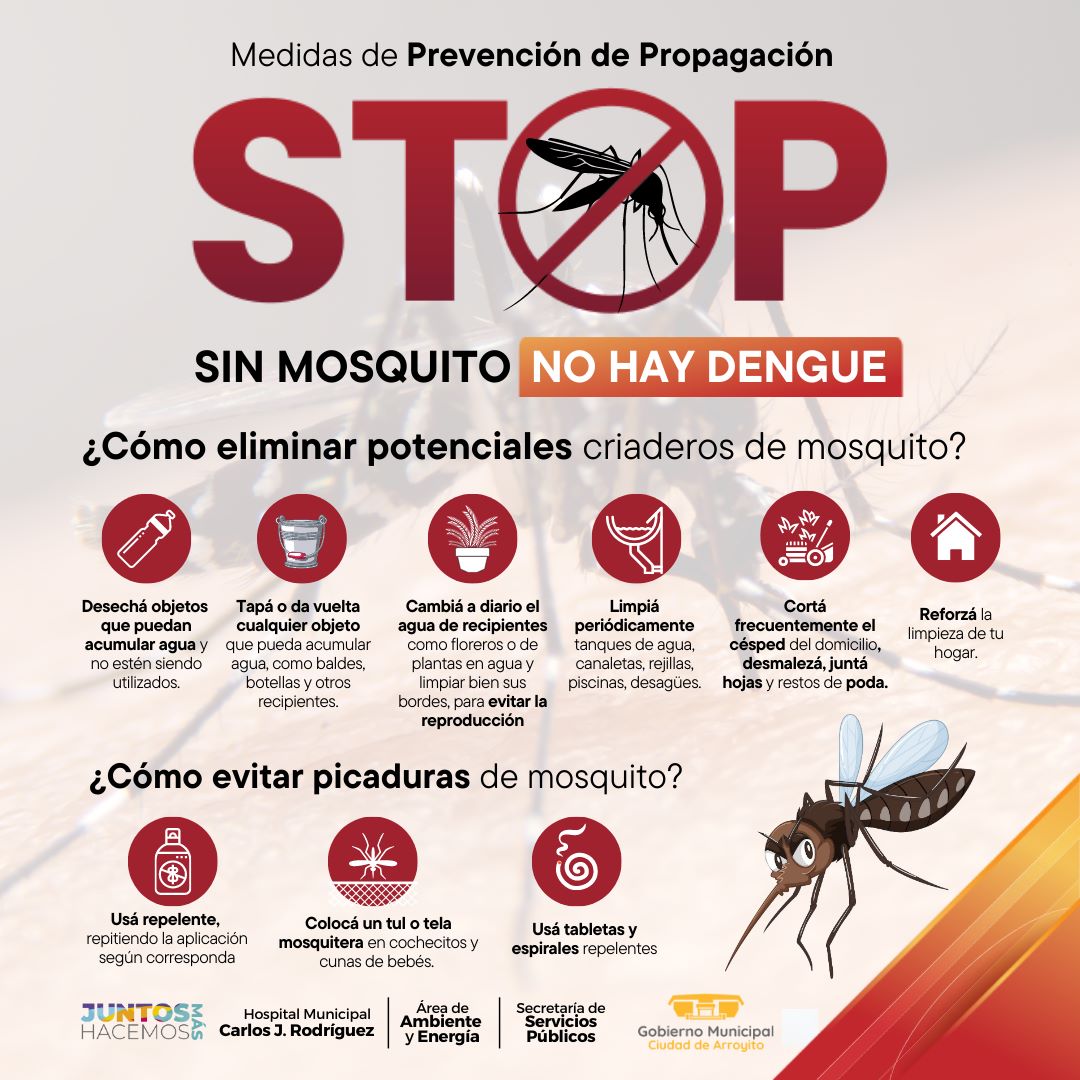 Medidas de Prevención de Propagación
STOP
SIN MOSQUITO NO HAY DENGUE
¿Cómo eliminar potenciales criaderos de mosquito?
Desechá objetos
que puedan
acumular agua y
no estén siendo
utilizados.
Tapá o da vuelta
cualquier objeto
que pueda acumular
agua, como baldes,
botellas y otros
recipientes.
Cambiá a diario el
agua de recipientes
como floreros o de
plantas en agua y
limpiar bien sus
bordes, para evitar la
reproducción
Limpiá
periódicamente
tanques de agua,
canaletas, rejillas,
piscinas, desagües.
Cortá
frecuentemente el
césped del domicilio,
desmalezá, juntá
hojas y restos de poda.
Reforzá la
limpieza de tu
hogar.
¿Cómo evitar picaduras de mosquito?
Usá repelente,
repitiendo la aplicación
según corresponda
Colocá un tul o tela
mosquitera en cochecitos y
cunas de bebés.
Usá tabletas y
espirales repelentes
JUNTOS
HACEMOS
MÁS
Hospital Municipal
Carlos J. Rodríguez
Área de
Ambiente
y Energía
Secretaría de
Servicios
Públicos
Gobierno Municipal
Ciudad de Arroyito